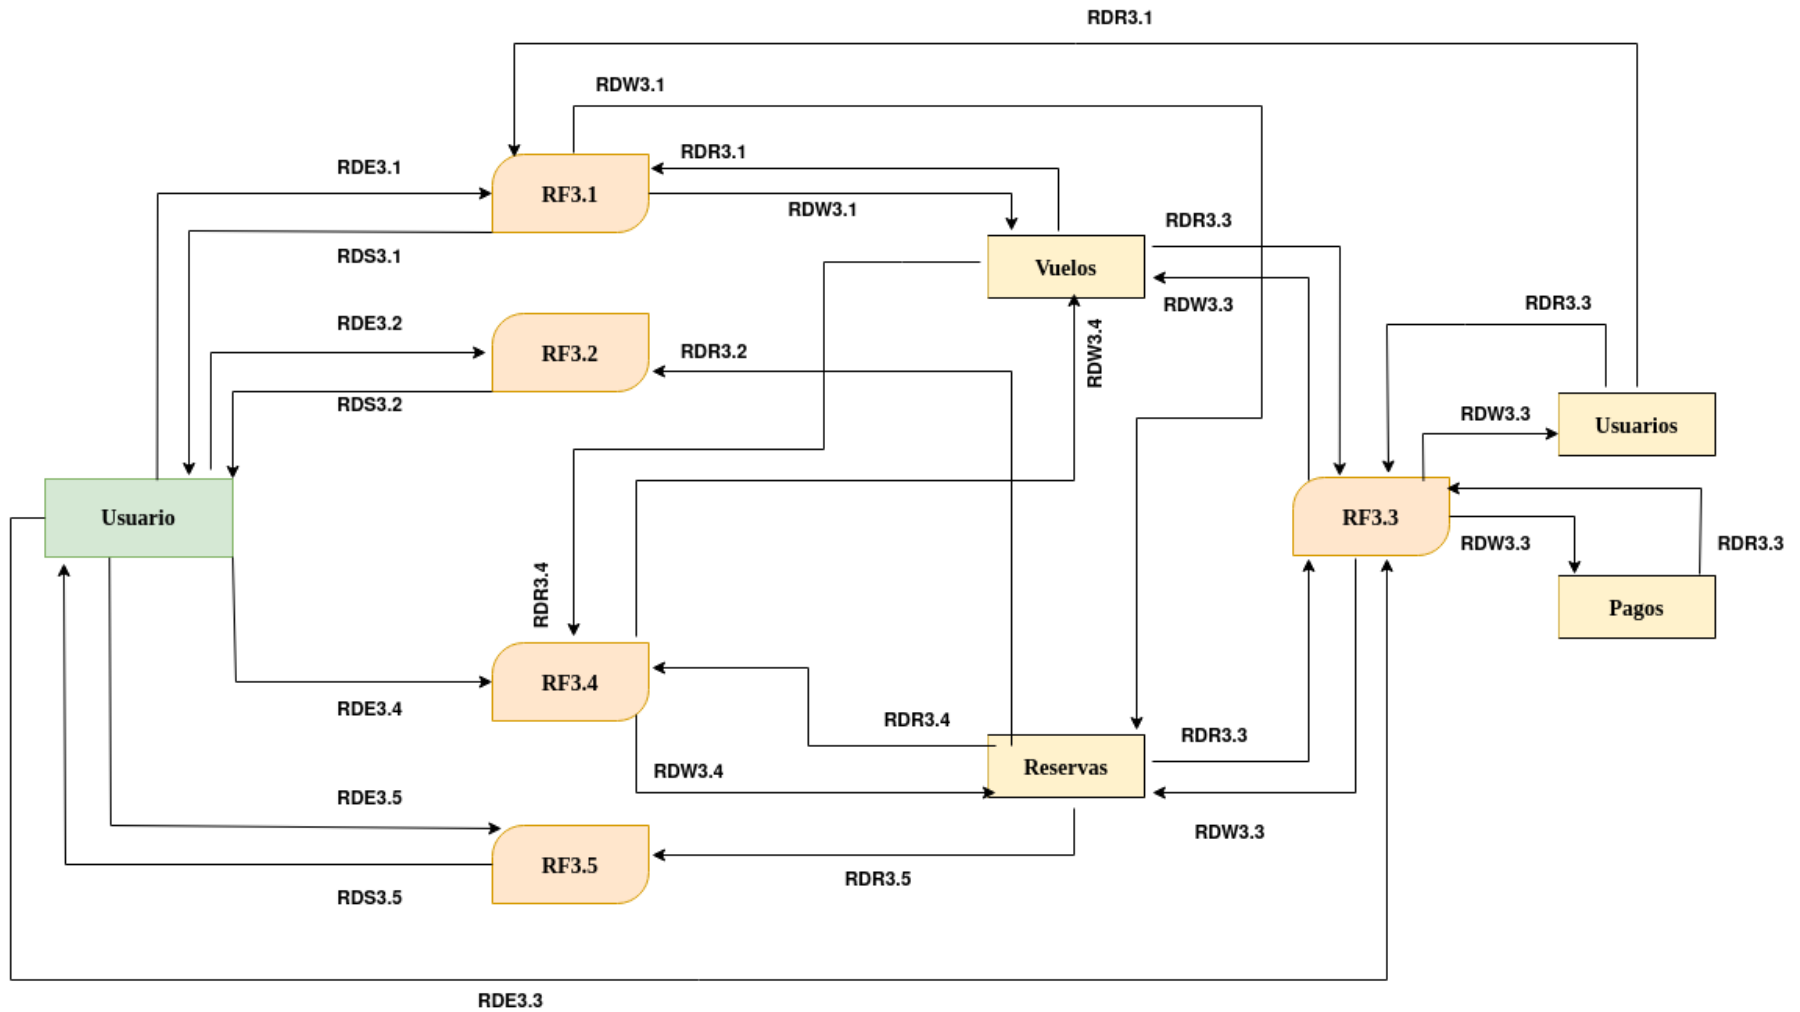 RDR3.1
RDW3.1
RDR3.1
RDE3.1
RF3.1
RDW3.1
RDR3.3
RDS3.1
Vuelos
RDW3.3
RDR3.3
RDE3.2
RF3.2
RDR3.2
RDW3.4
RDS3.2
RDW3.3
Usuarios
Usuario
RF3.3
RDW3.3
RDR3.3
RDR3.4
Pagos
RF3.4
RDE3.4
RDR3.4
RDR3.3
RDW3.4
Reservas
RDE3.5
RDW3.3
RF3.5
RDR3.5
RDS3.5
RDE3.3